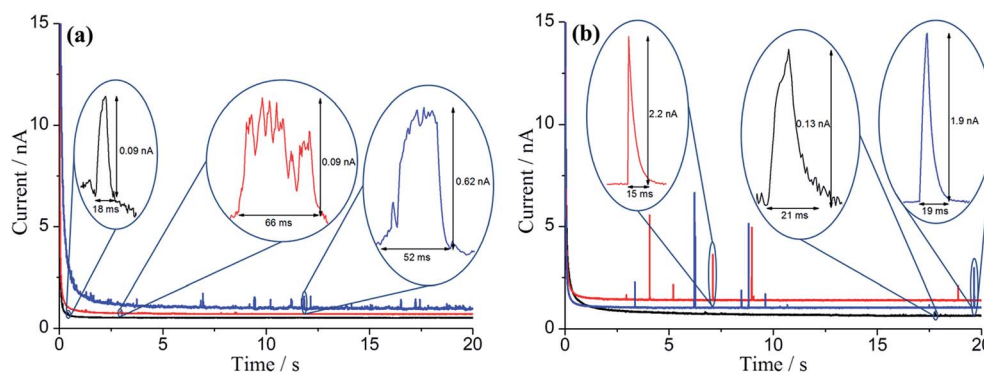 (a)
Current / nA
15
10
5
0
0.09 nA
18 ms
0.09 nA
66 ms
0.62 nA
52 ms
0 5 10 15 20
Time / s
(b)
Current / nA
15
10
5
0
2.2 nA
15 ms
0.13 nA
21 ms
1.9 nA
19 ms
0 5 10 15 20
Time / s